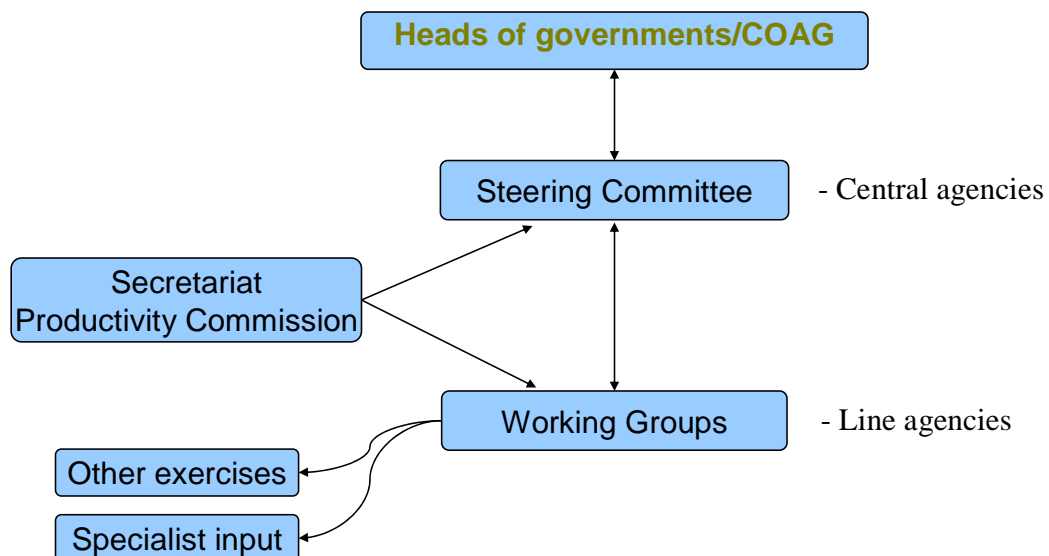 Heads of governments/COAG
Steering Committee
- Central agencies
Secretariat
Productivity Commission
Working Groups
- Line agencies
Other exercises
Specialist input